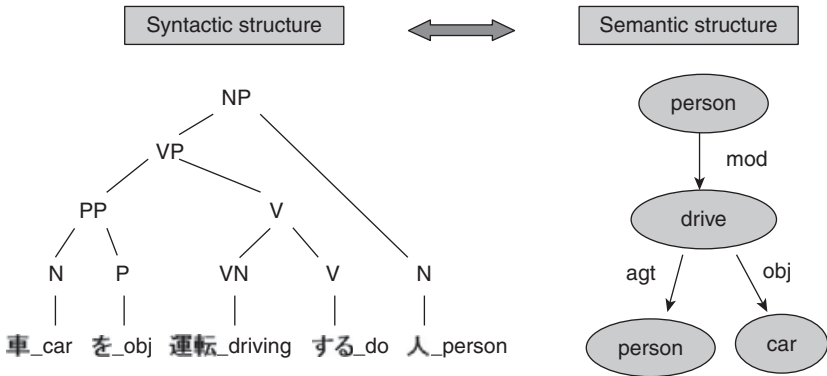 Syntactic structure
Semantic structure
NP
VP
PP
V
N
P
VN
V
N
車_car
を_obj
運転_driving
する_do
人_person
person
mod
drive
agt
obj
person
car